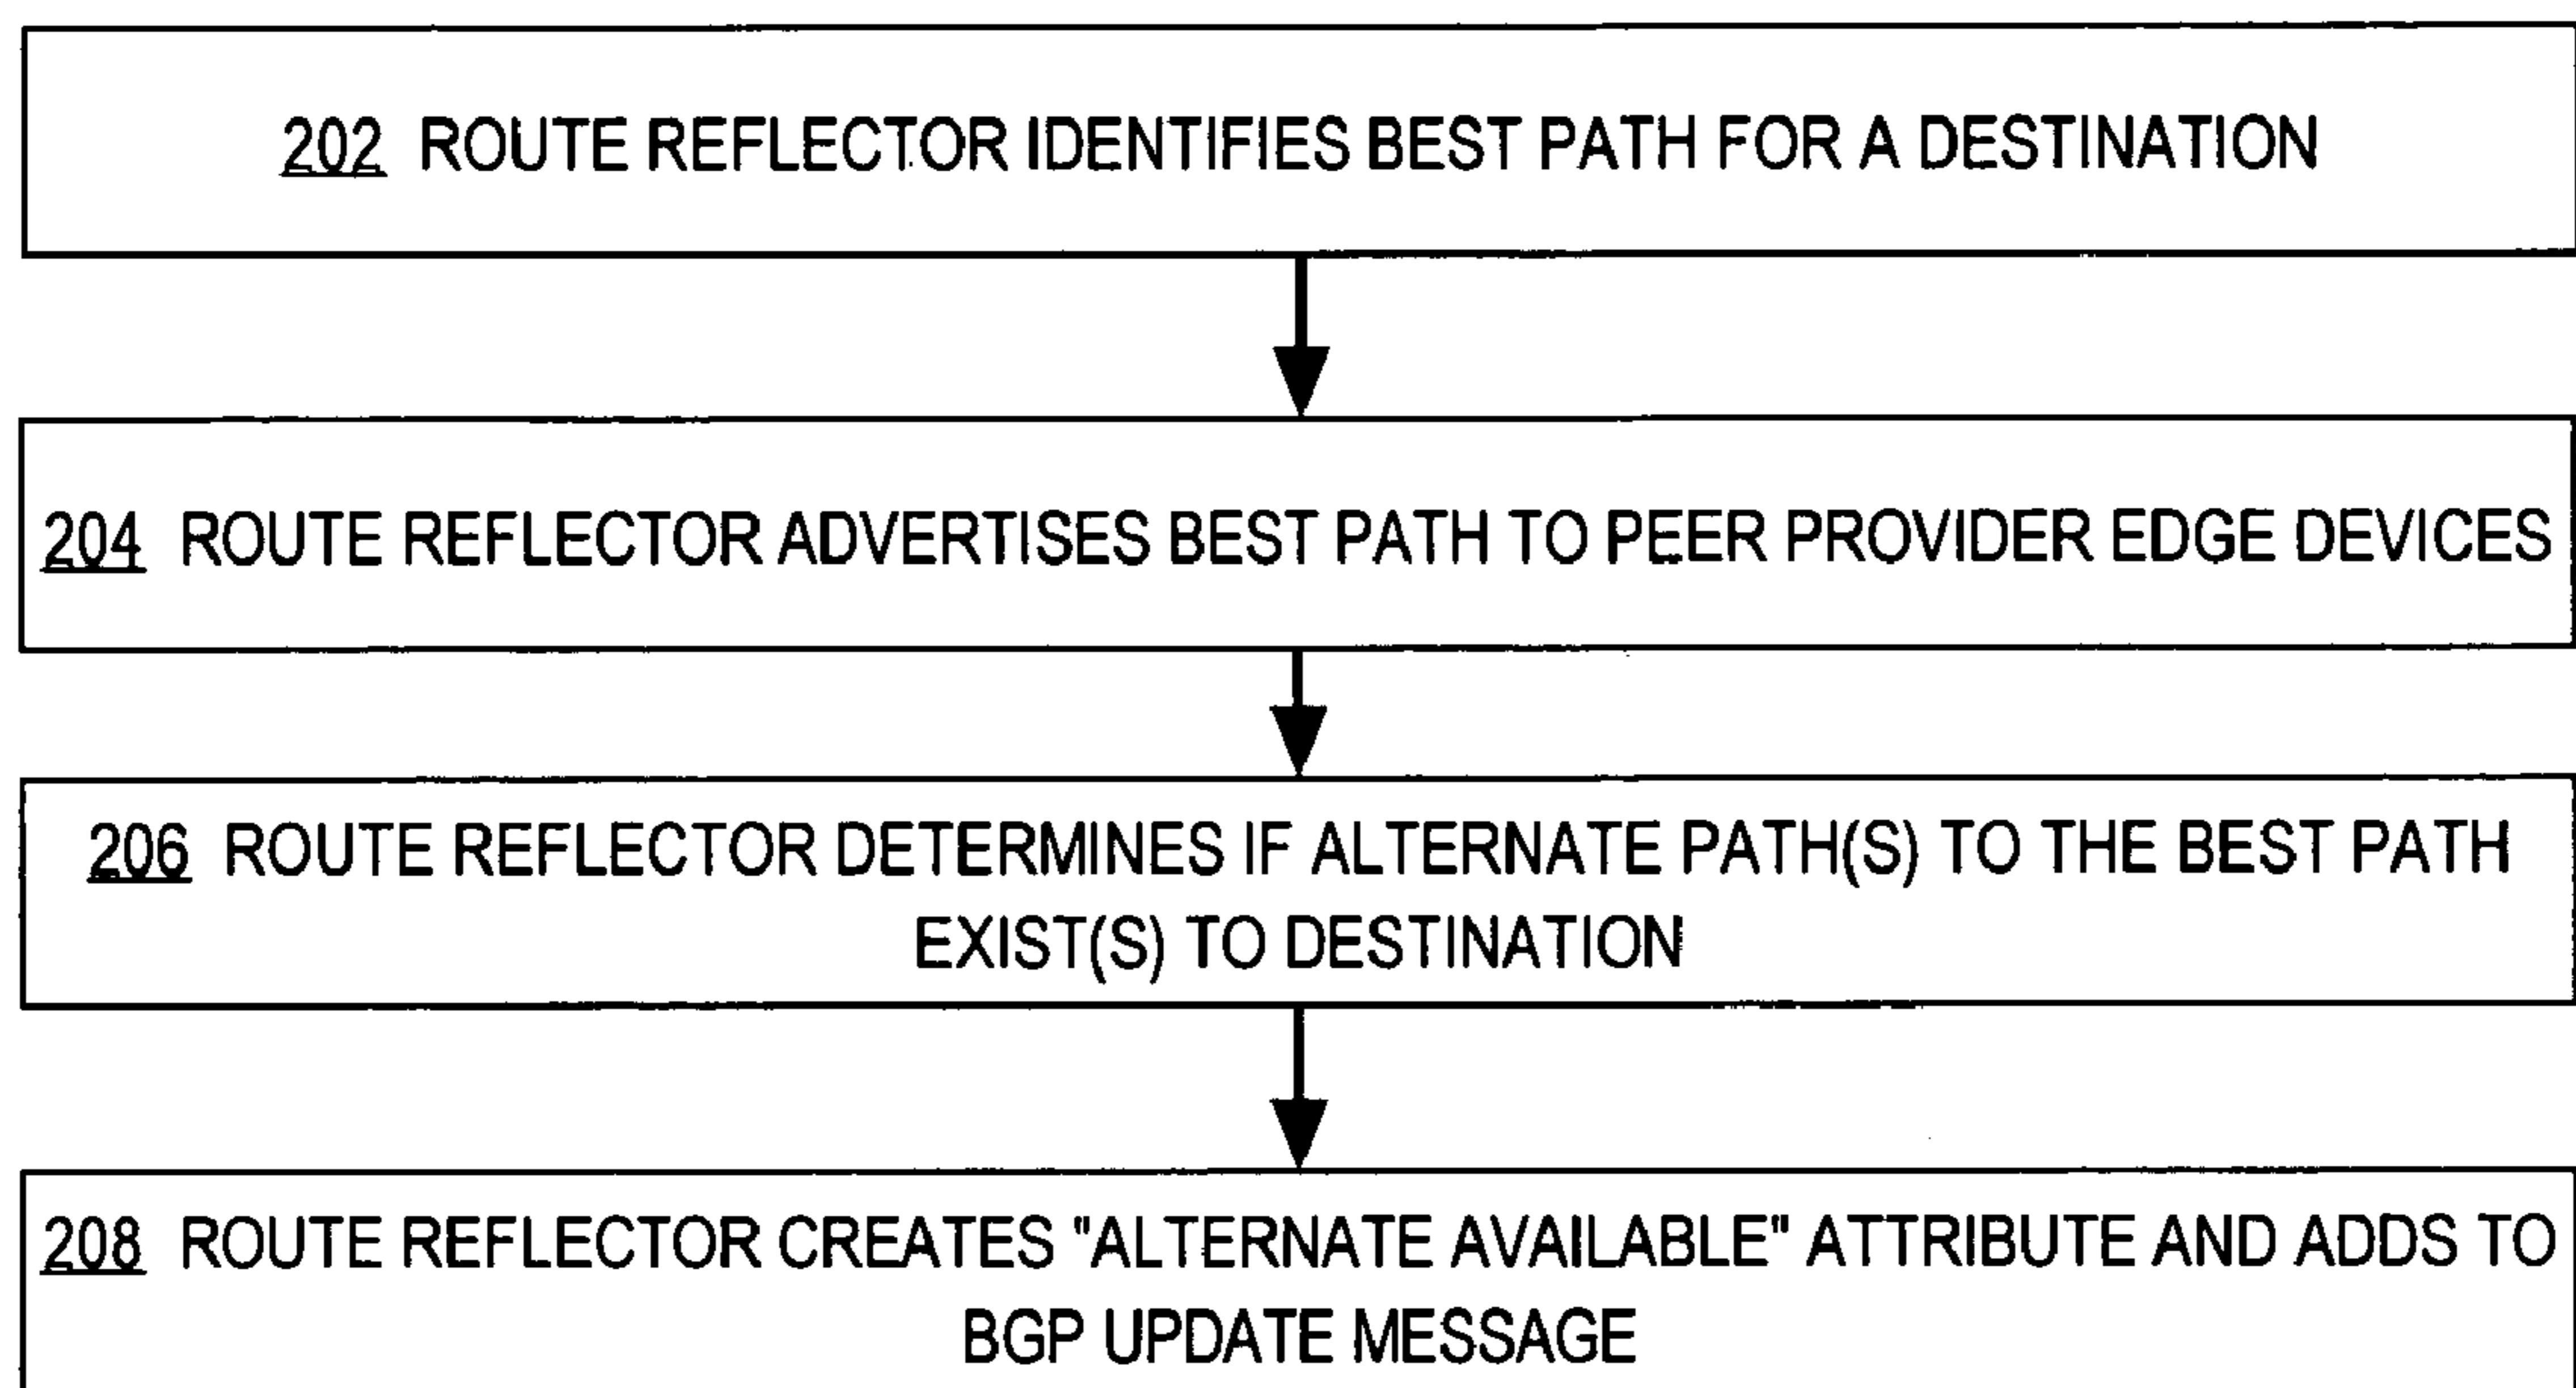 202 ROUTE REFLECTOR IDENTIFIES BEST PATH FOR A DESTINATION
204 ROUTE REFLECTOR ADVERTISES BEST PATH TO PEER PROVIDER EDGE DEVICES
206 ROUTE REFLECTOR DETERMINES IF ALTERNATE PATH(S) TO THE BEST PATH
EXIST(S) TO DESTINATION
208 ROUTE REFLECTOR CREATES "ALTERNATE AVAILABLE" ATTRIBUTE AND ADDS TO
BGP UPDATE MESSAGE